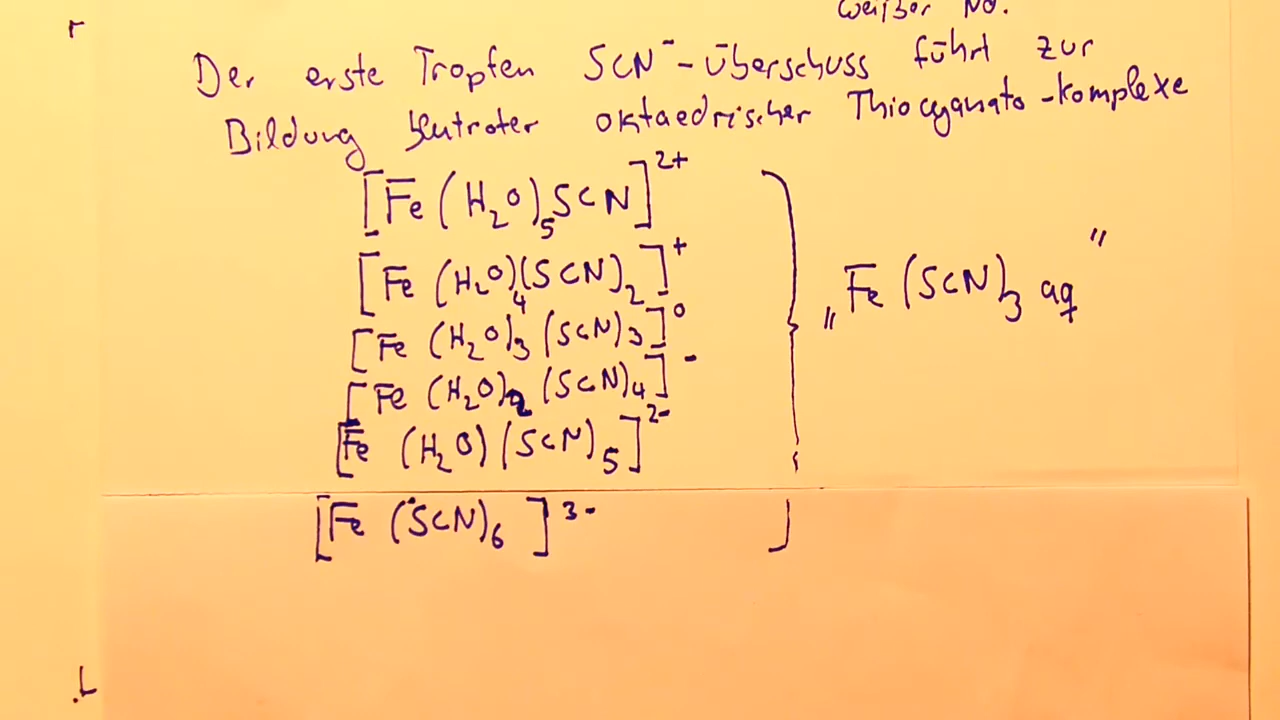 weißer Nd.
Der erste Tropfen SCN⁻-Überschuss führt zur
Bildung blutroter oktaedrischer Thiocyanato-komplexe
[Fe(H₂O)₅SCN]²⁺
[Fe(H₂O)₄(SCN)₂]⁺
[Fe(H₂O)₃(SCN)₃]⁰
[Fe(H₂O)₂(SCN)₄]⁻
[Fe(H₂O)(SCN)₅]²⁻
[Fe(SCN)₆]³⁻
„Fe(SCN)₃ aq"